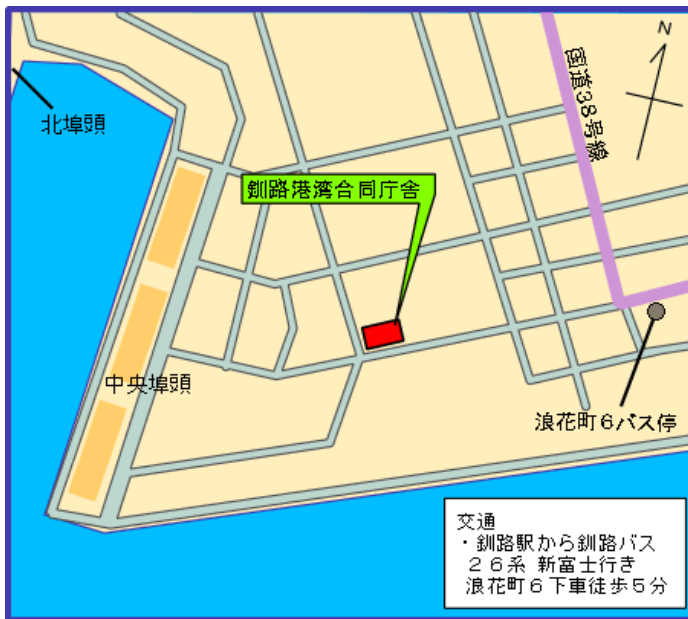 N
国道38号線
北埠頭
釧路港湾合同庁舎
中央埠頭
浪花町6バス停
交通
・釧路駅から釧路バス
26系 新富士行き
浪花町6下車徒歩5分